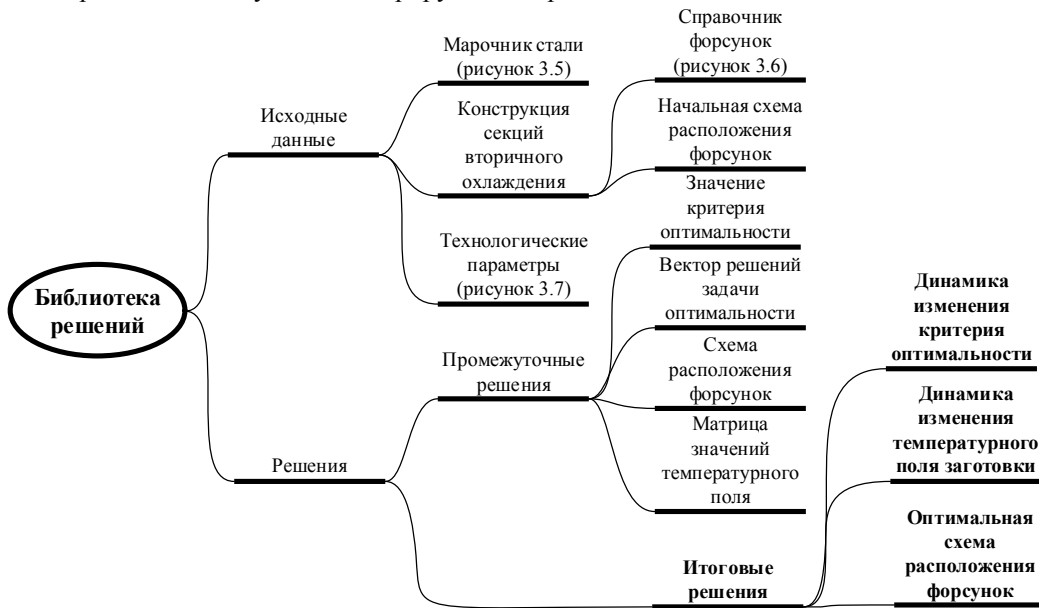 Марочник стали
(рисунок 3.5)
Справочник
форсунок
(рисунок 3.6)
Исходные
данные
Конструкция
секций
вторичного
охлаждения
Начальная схема
расположения
форсунок
Значение
критерия
оптимальности
Технологические
параметры
(рисунок 3.7)
Вектор решений
задачи
оптимальности
Библиотека
решений
Промежуточные
решения
Схема
расположения
форсунок
Матрица
значений
температурного
поля
Решения
Итоговые
решения
Динамика
изменения
критерия
оптимальности
Динамика
изменения
температурного
поля заготовки
Оптимальная
схема
расположения
форсунок